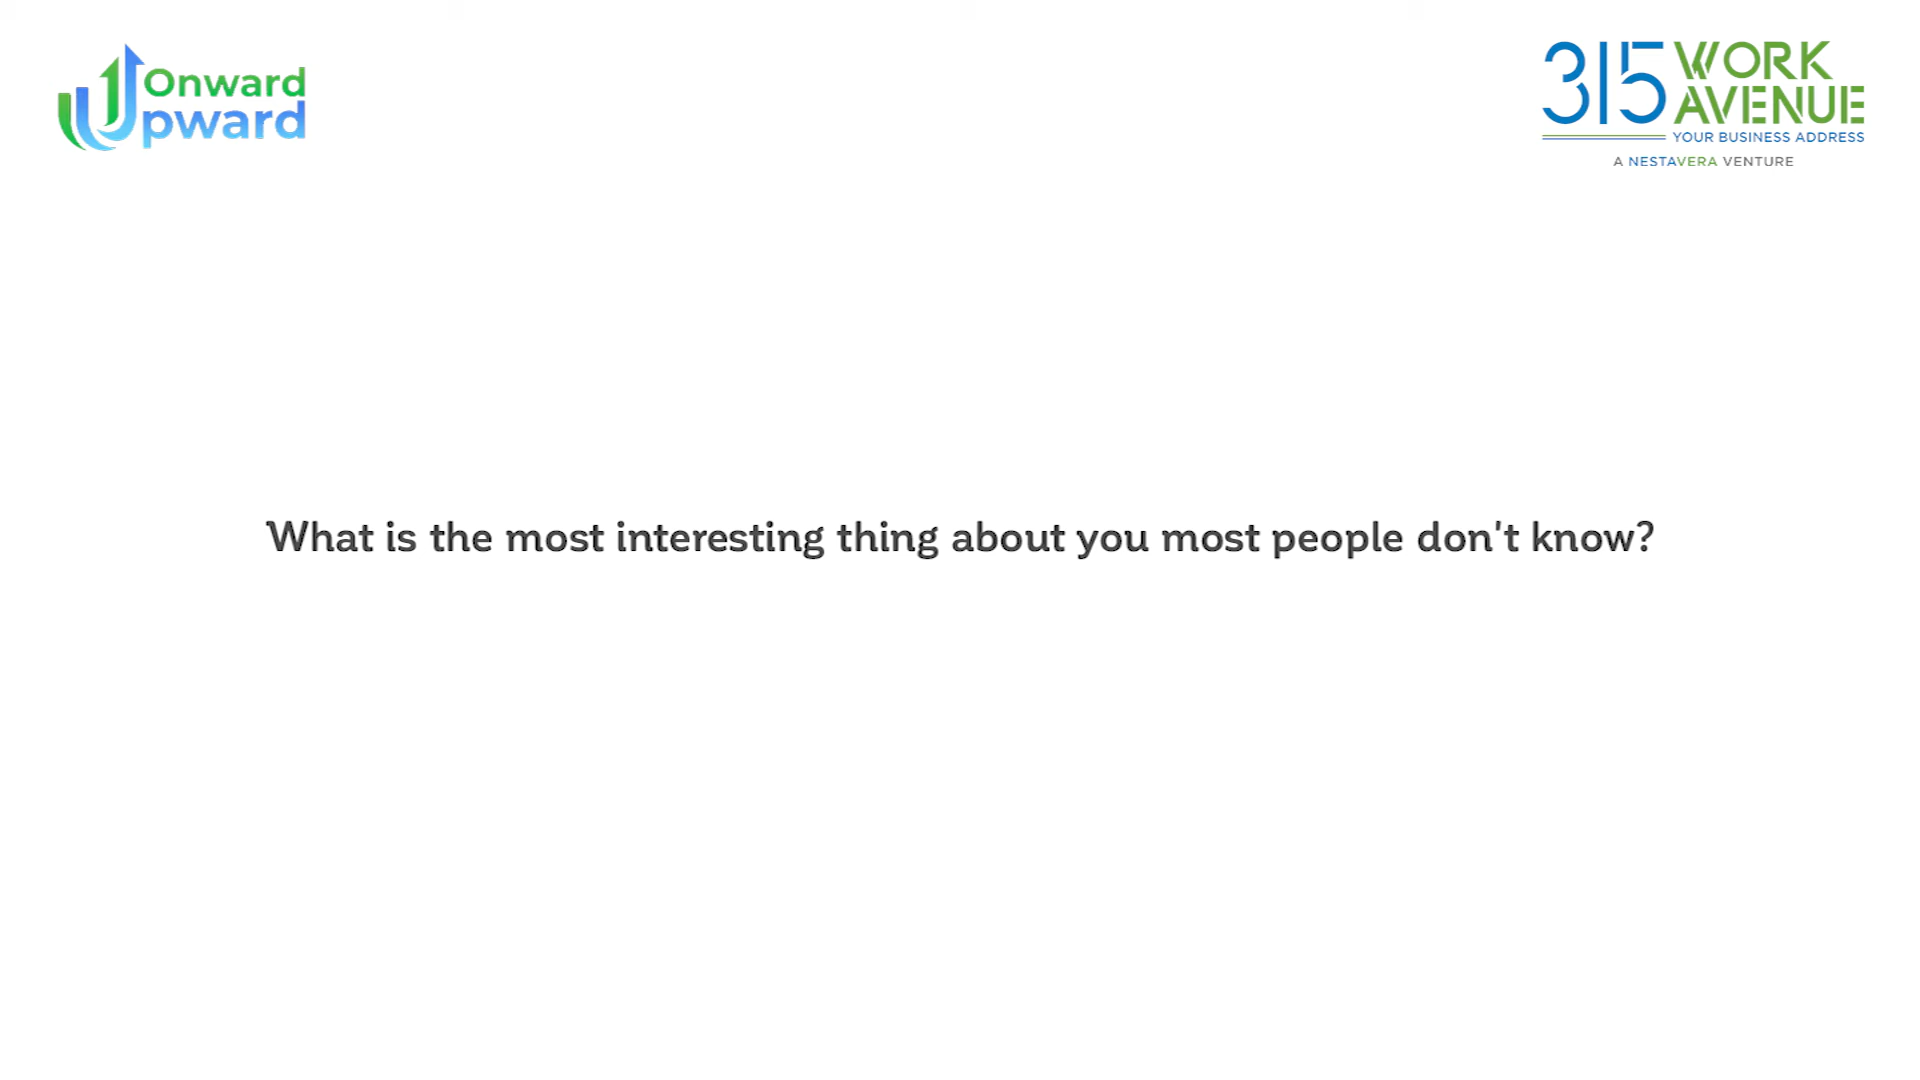 Onward
Upward
315 WORK
AVENUE
YOUR BUSINESS ADDRESS
A NESTAVERA VENTURE
What is the most interesting thing about you most people don't know?